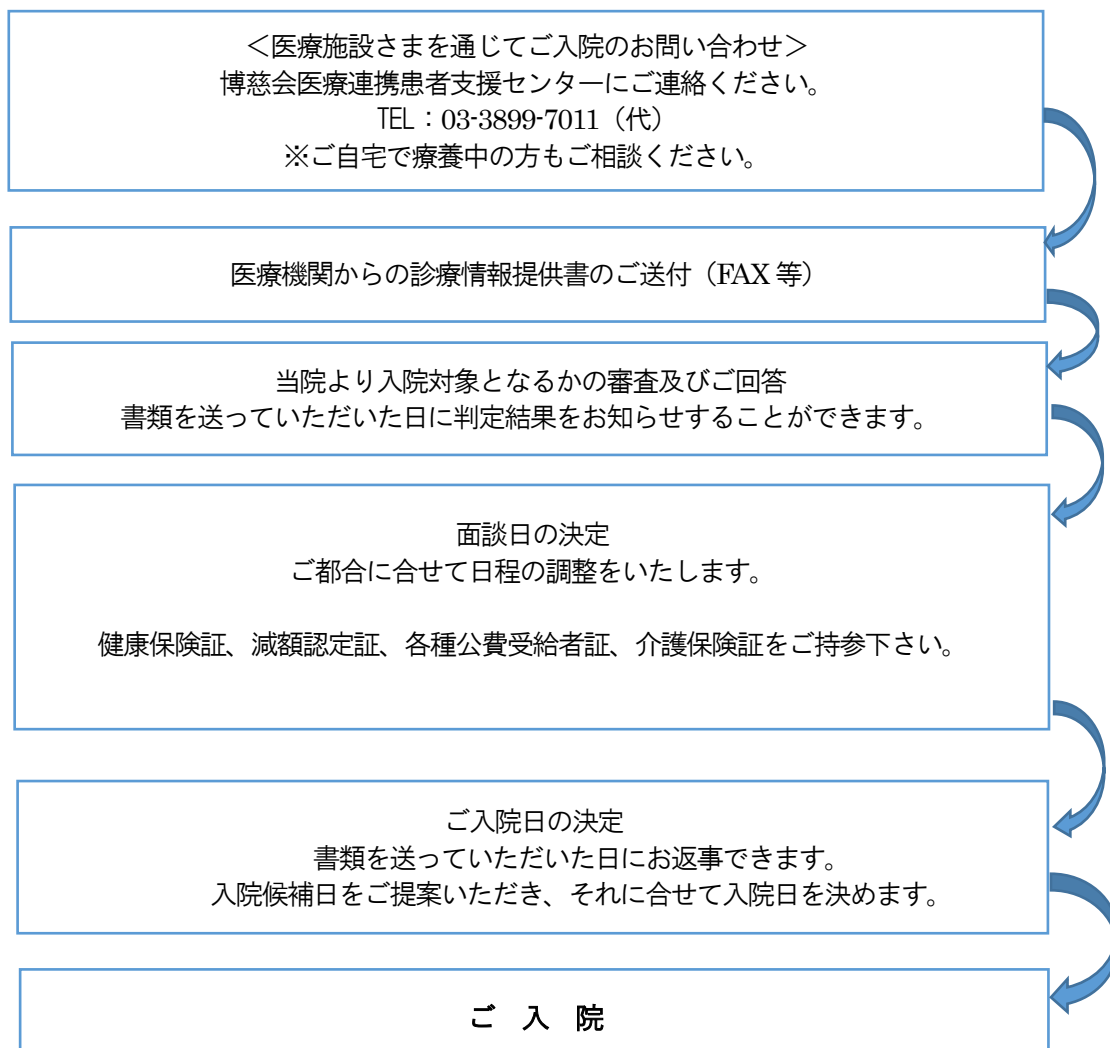 ＜医療施設さまを通じてご入院のお問い合わせ＞
博慈会医療連携患者支援センターにご連絡ください。
TEL：03-3899-7011（代）
※ご自宅で療養中の方もご相談ください。
医療機関からの診療情報提供書のご送付（FAX 等）
当院より入院対象となるかの審査及びご回答
書類を送っていただいた日に判定結果をお知らせすることができます。
面談日の決定
ご都合に合せて日程の調整をいたします。
健康保険証、減額認定証、各種公費受給者証、介護保険証をご持参下さい。
ご入院日の決定
書類を送っていただいた日にお返事できます。
入院候補日をご提案いただき、それに合せて入院日を決めます。
ご　入　院